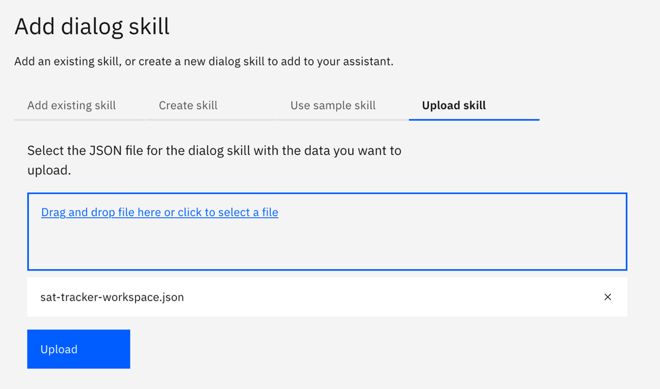 Add dialog skill
Add an existing skill, or create a new dialog skill to add to your assistant.
Add existing skill
Create skill
Use sample skill
Upload skill
Select the JSON file for the dialog skill with the data you want to
upload.
Drag and drop file here or click to select a file
sat-tracker-workspace.json
Upload